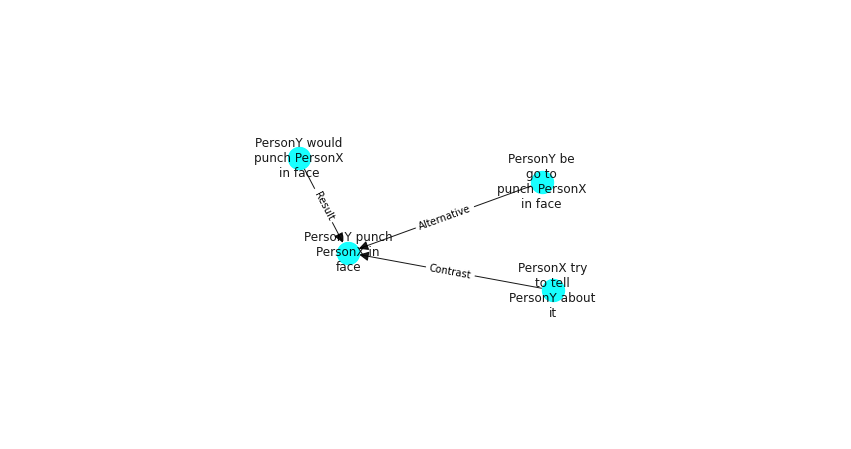 PersonY would
punch PersonX
in face
PersonY be
go to
punch PersonX
in face
Result
Alternative
PersonY punch
PersonX in
face
Contrast
PersonX try
to tell
PersonY about
it